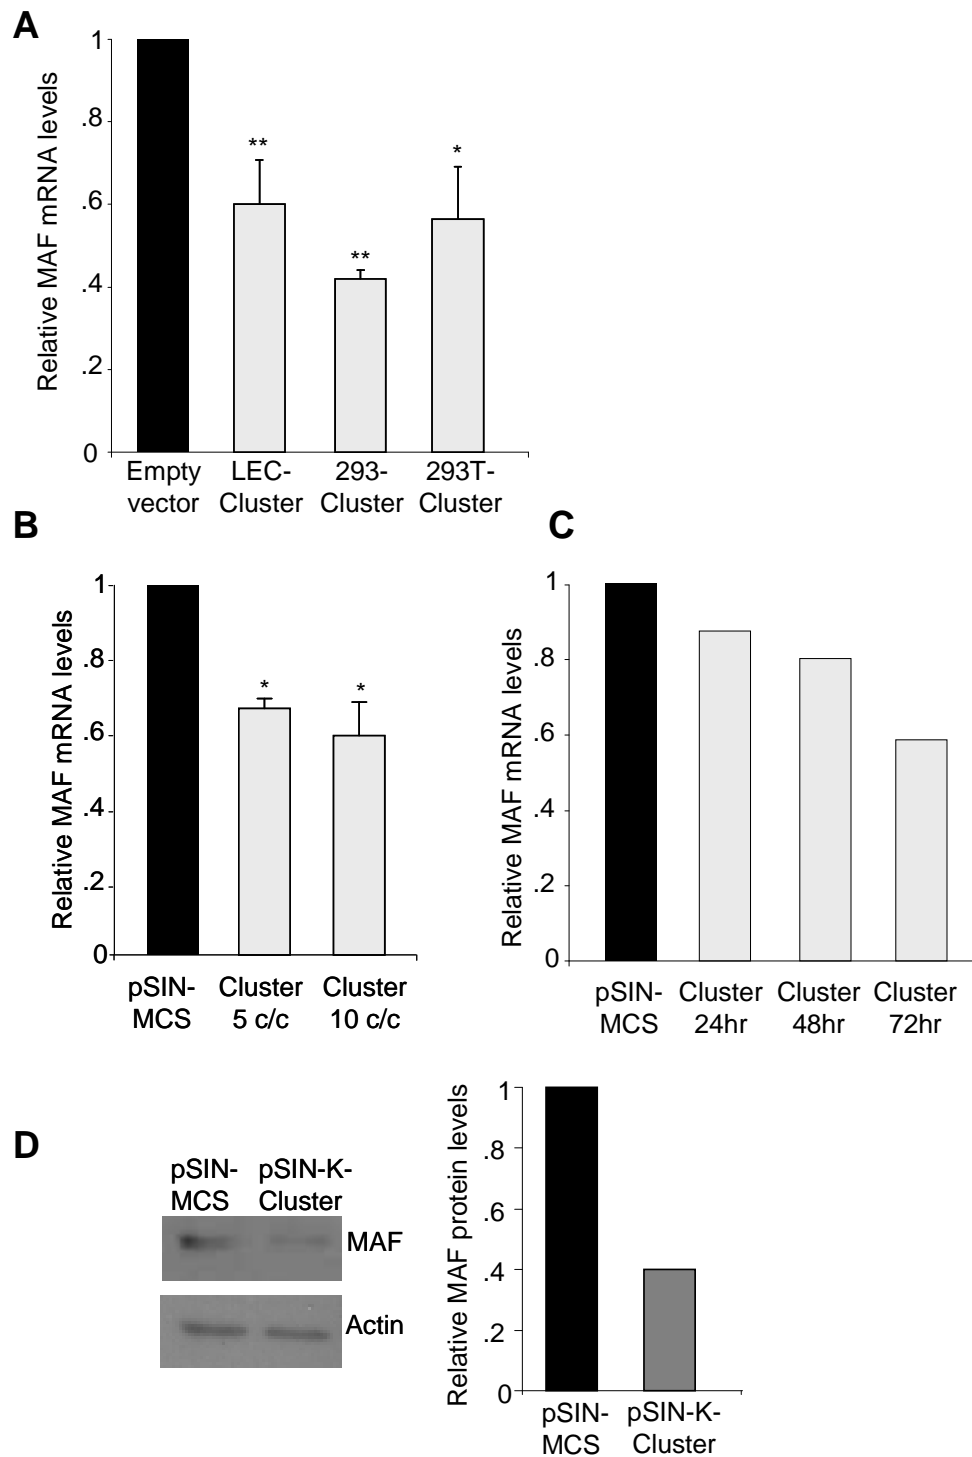 A
Relative MAF mRNA levels
1
.8
.6
.4
.2
0
**
**
*
Empty
vector
LEC-
Cluster
293-
Cluster
293T-
Cluster
B
Relative MAF mRNA levels
1
.8
.6
.4
.2
0
*
*
pSIN-
MCS
Cluster
5 c/c
Cluster
10 c/c
C
Relative MAF mRNA levels
1
.8
.6
.4
.2
0
pSIN-
MCS
Cluster
24hr
Cluster
48hr
Cluster
72hr
D
pSIN-
MCS
pSIN-K-
Cluster
MAF
Actin
Relative MAF protein levels
1
.8
.6
.4
.2
0
pSIN-
MCS
pSIN-K-
Cluster